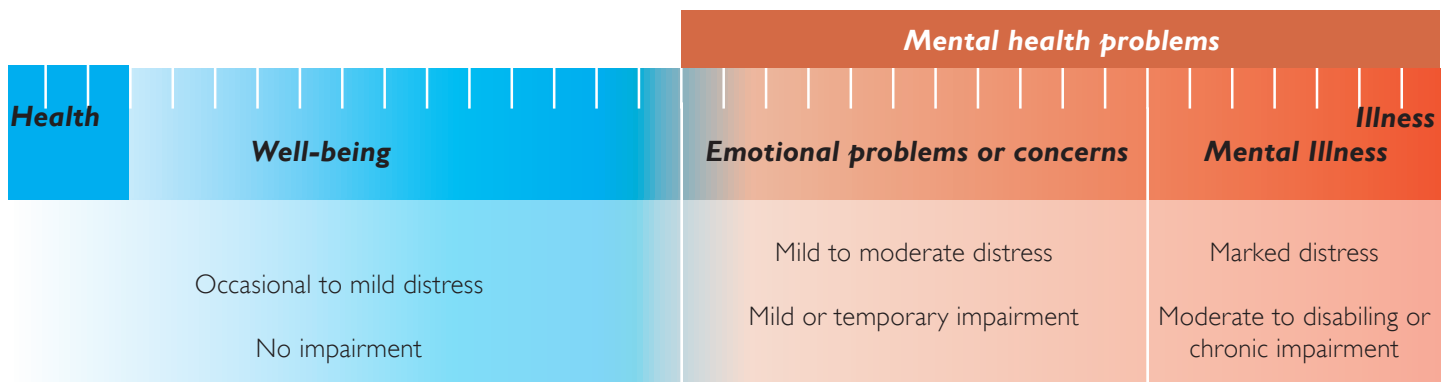 Mental health problems
Health
Illness
Well-being
Emotional problems or concerns
Mental Illness
Occasional to mild distress
No impairment
Mild to moderate distress
Mild or temporary impairment
Marked distress
Moderate to disabiling or
chronic impairment